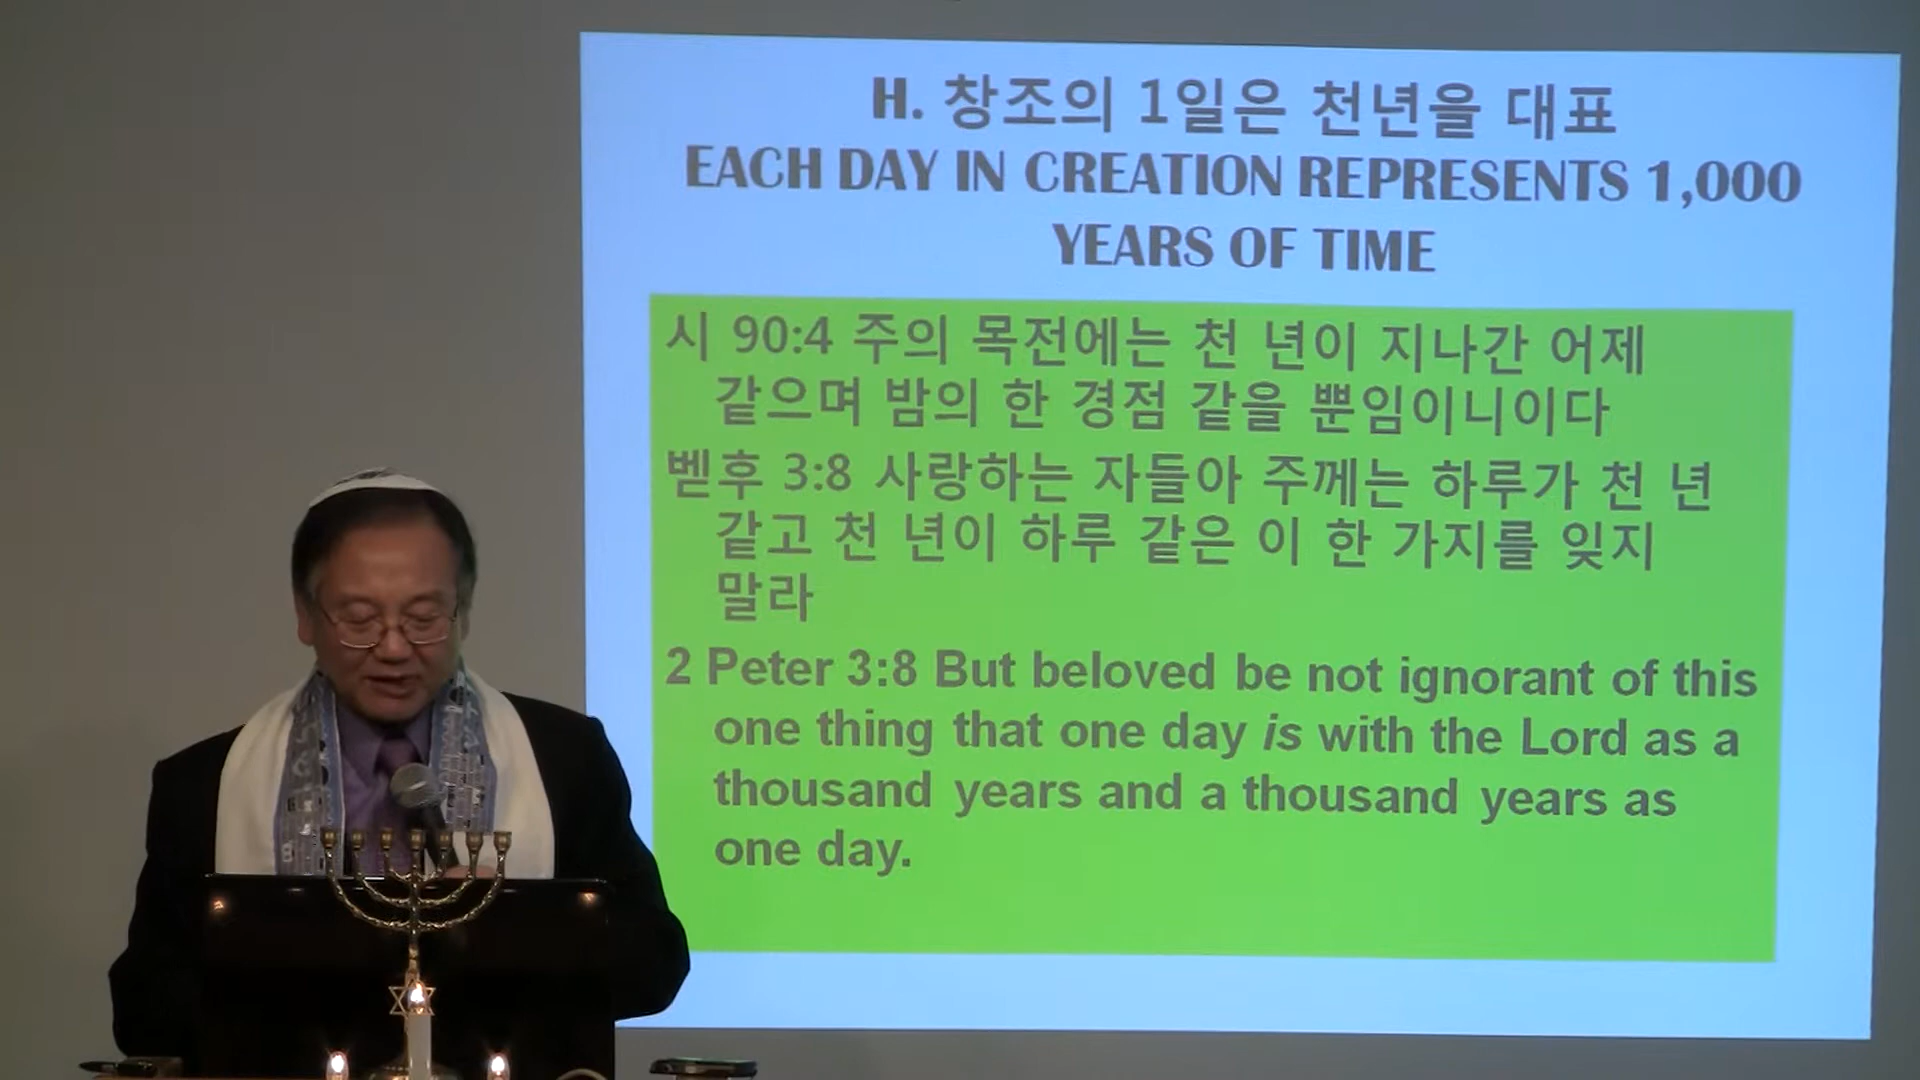 H. 창조의 1일은 천년을 대표
EACH DAY IN CREATION REPRESENTS 1,000
YEARS OF TIME
시 90:4 주의 목전에는 천 년이 지나간 어제
같으며 밤의 한 경점 같을 뿐임이니이다
벧후 3:8 사랑하는 자들아 주께는 하루가 천 년
같고 천 년이 하루 같은 이 한 가지를 잊지
말라
2 Peter 3:8 But beloved be not ignorant of this
one thing that one day is with the Lord as a
thousand years and a thousand years as
one day.